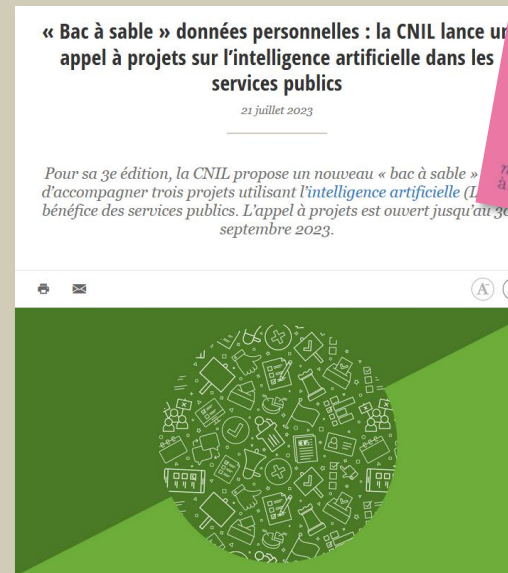 « Bac à sable » données personnelles : la CNIL lance un
appel à projets sur l'intelligence artificielle dans les
services publics
21 juillet 2023
Pour sa 3e édition, la CNIL propose un nouveau « bac à sable »
d'accompagner trois projets utilisant l'intelligence artificielle
bénéfice des services publics. L'appel à projets est ouvert jusqu'au 30
septembre 2023.
A